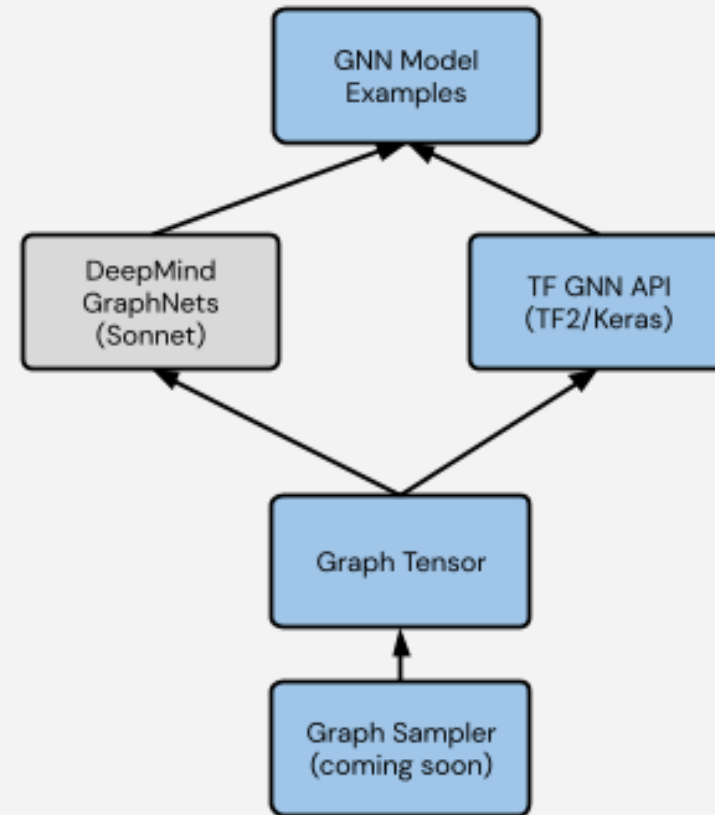 GNN Model
Examples
DeepMind
GraphNets
(Sonnet)
TF GNN API
(TF2/Keras)
Graph Tensor
Graph Sampler
(coming soon)